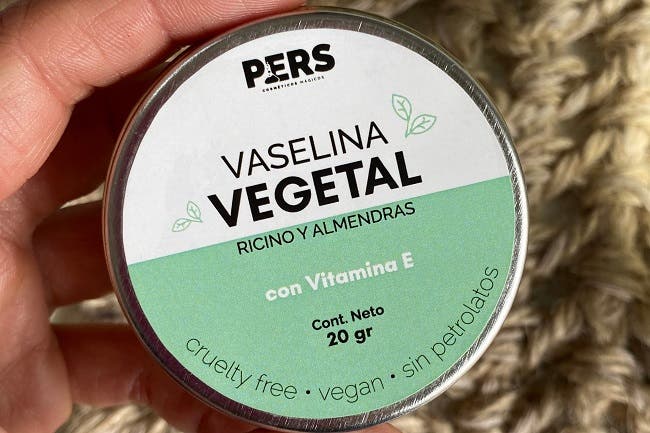 PERS
COSMÉTICOS MÁGICOS
VASELINA
VEGETAL
RICINO Y ALMENDRAS
con Vitamina E
Cont. Neto
20 gr
cruelty free • vegan • sin petrolatos